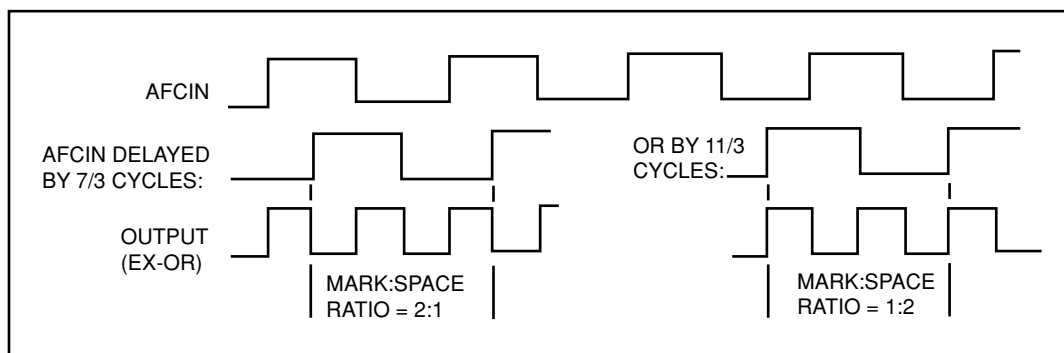 AFCIN
AFCIN DELAYED
BY 7/3 CYCLES:
OR BY 11/3
CYCLES:
OUTPUT
(EX-OR)
MARK:SPACE
RATIO = 2:1
MARK:SPACE
RATIO = 1:2